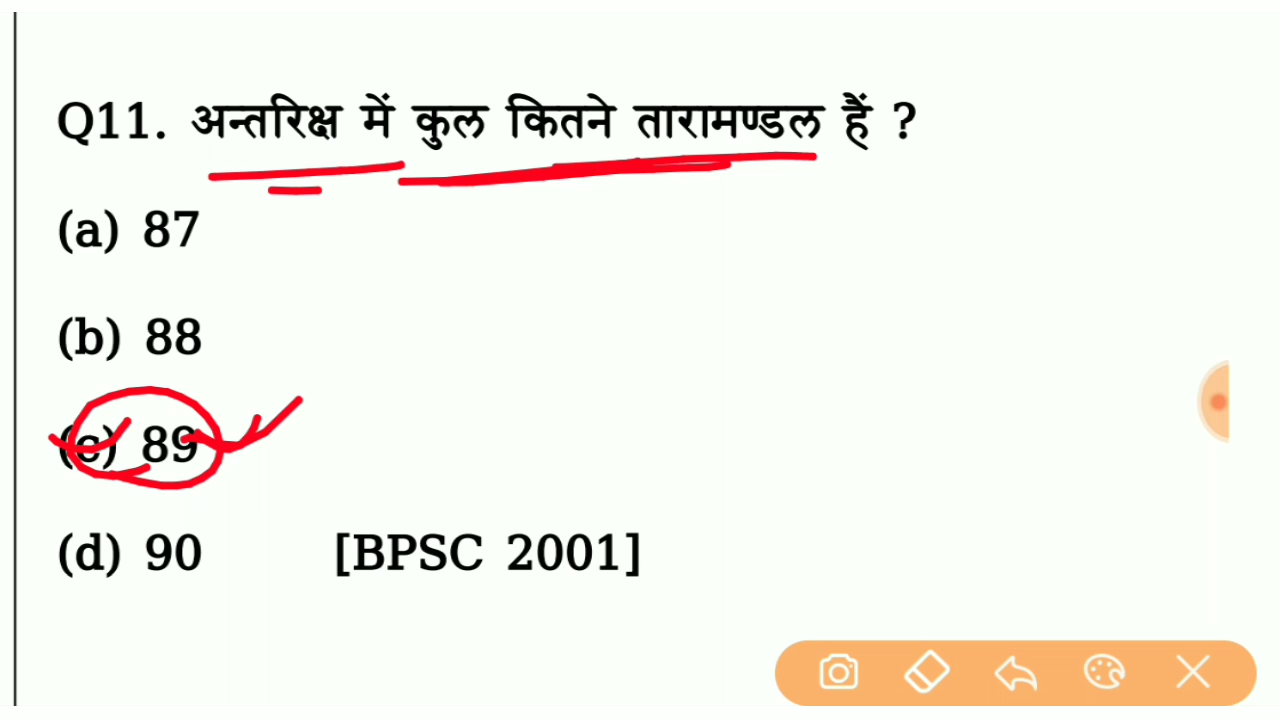 Q11. अन्तरिक्ष में कुल कितने तारामण्डल हैं ?
(a) 87
(b) 88
(c) 89
(d) 90 [BPSC 2001]